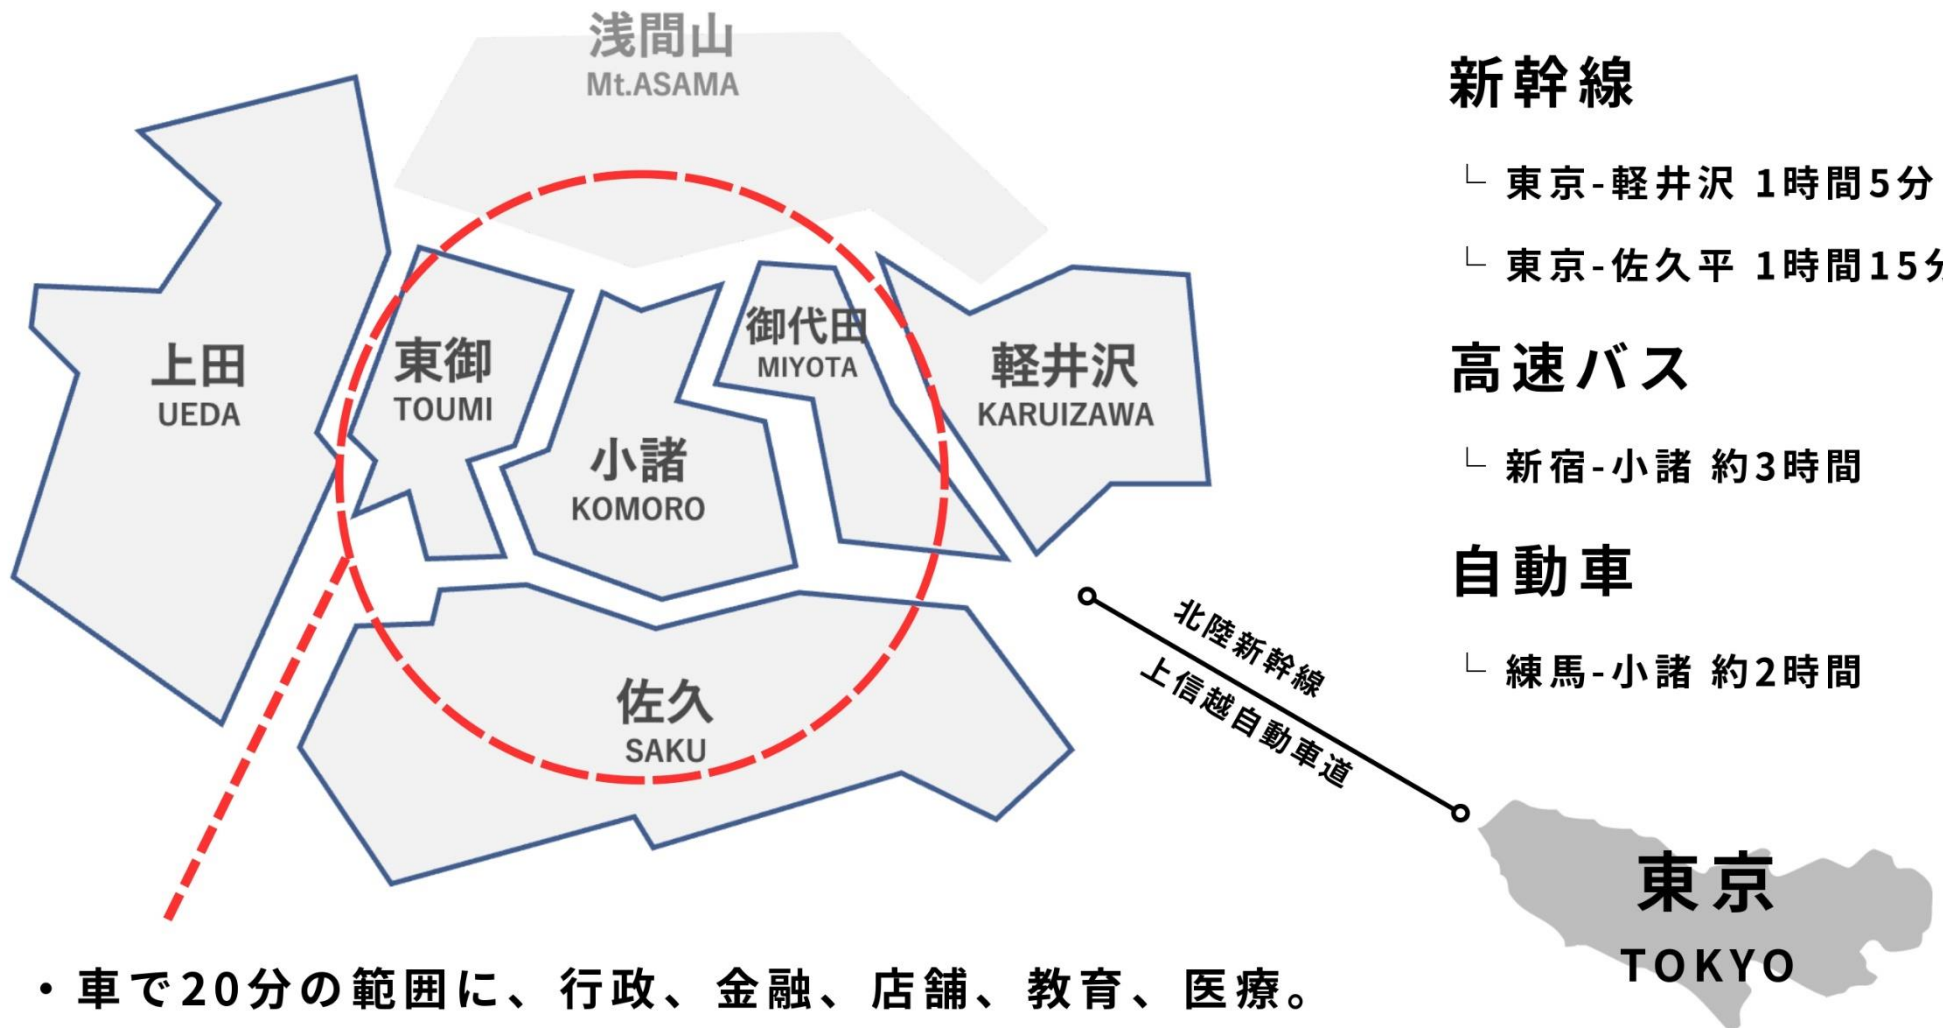 浅間山
Mt.ASAMA
上田
UEDA
東御
TOUMI
小諸
KOMORO
御代田
MIYOTA
軽井沢
KARUIZAWA
佐久
SAKU
北陸新幹線
上信越自動車道
新幹線
└ 東京-軽井沢 1時間5分
└ 東京-佐久平 1時間15分
高速バス
└ 新宿-小諸 約3時間
自動車
└ 練馬-小諸 約2時間
東京
TOKYO
・車で20分の範囲に、行政、金融、店舗、教育、医療。